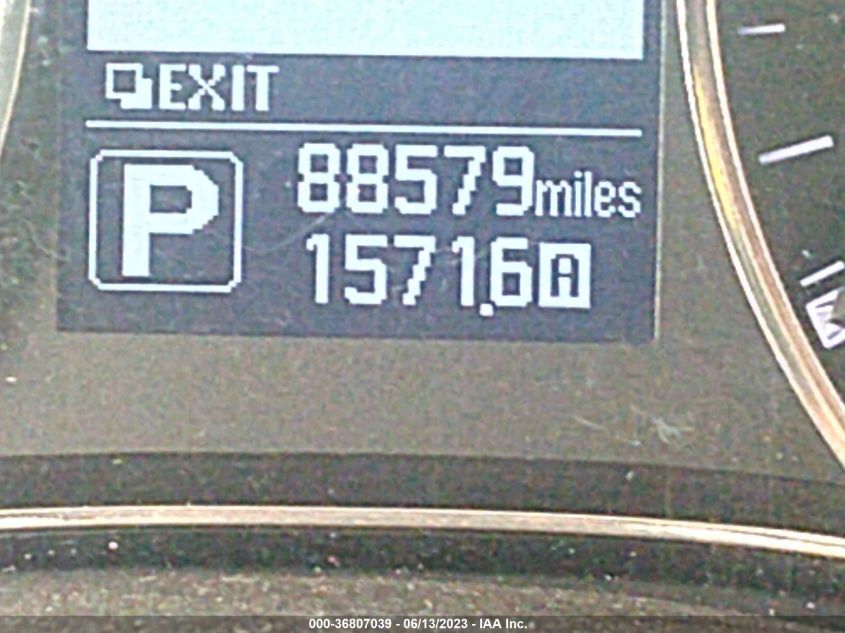 EXIT
P
88579miles
1571.6A
000-36807039 - 06/13/2023 - IAA Inc.